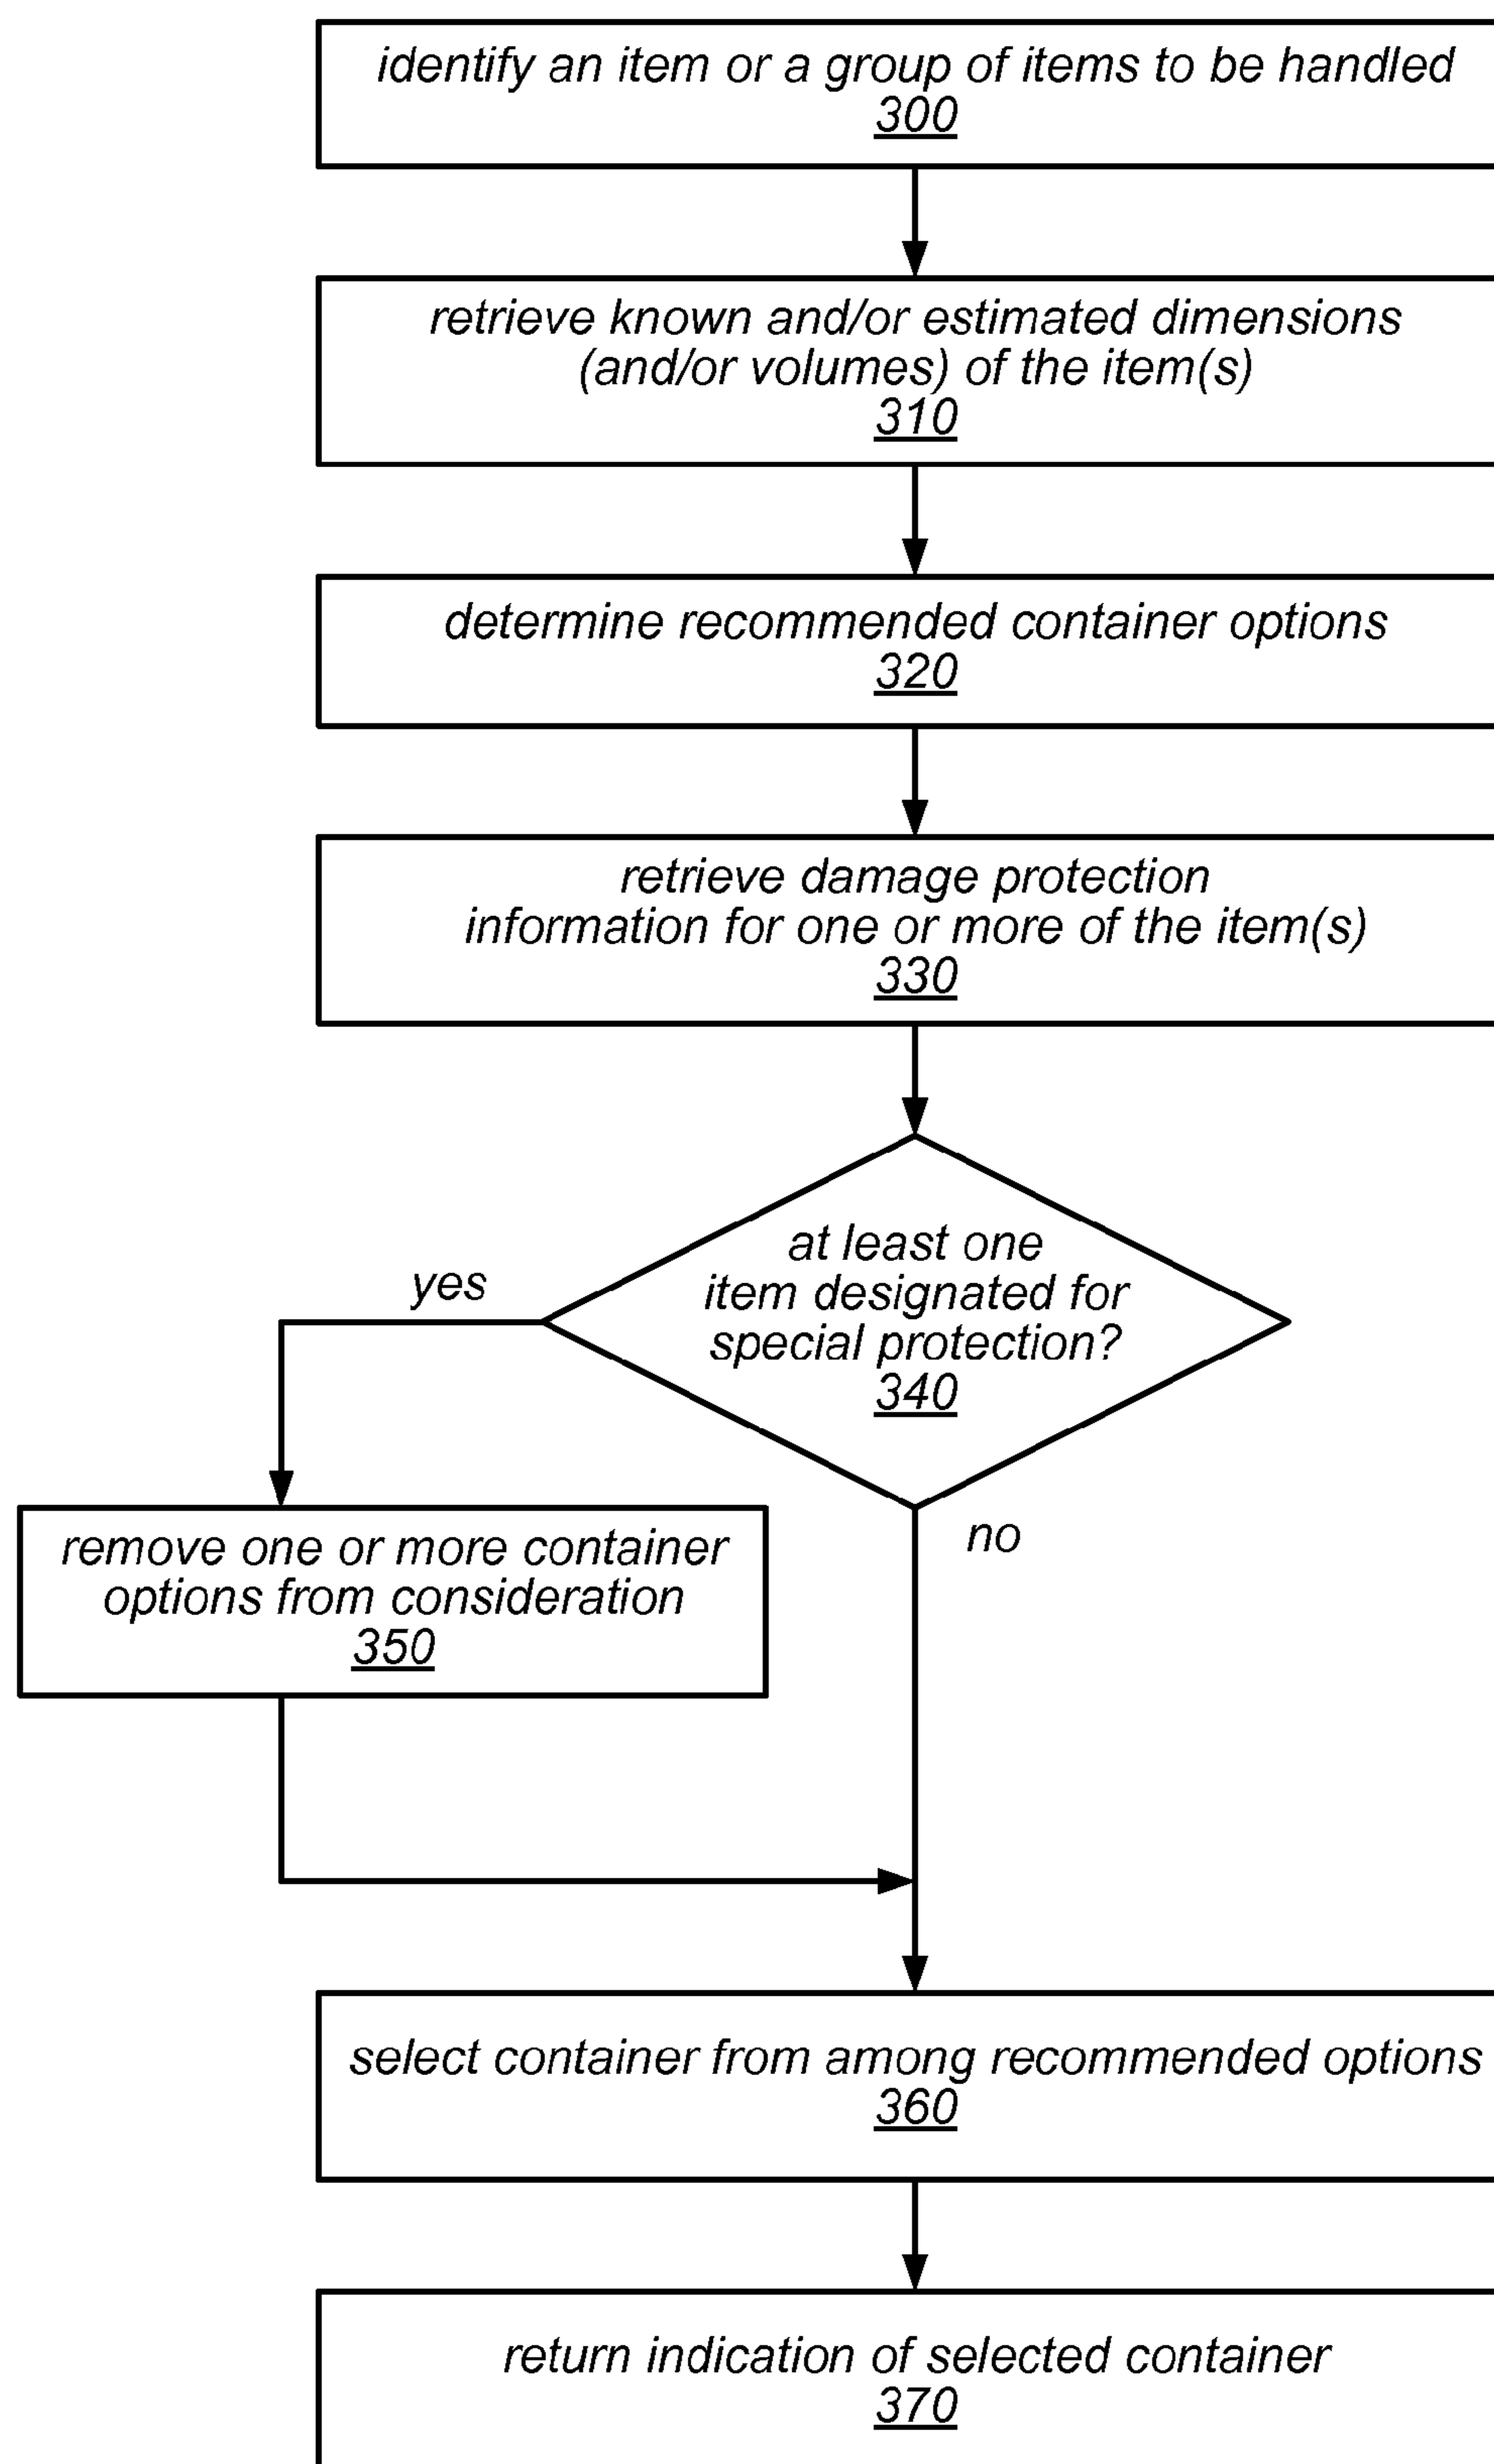 identify an item or a group of items to be handled
300
retrieve known and/or estimated dimensions
(and/or volumes) of the item(s)
310
determine recommended container options
320
retrieve damage protection
information for one or more of the item(s)
330
at least one
item designated for
special protection?
340
yes
no
remove one or more container
options from consideration
350
select container from among recommended options
360
return indication of selected container
370